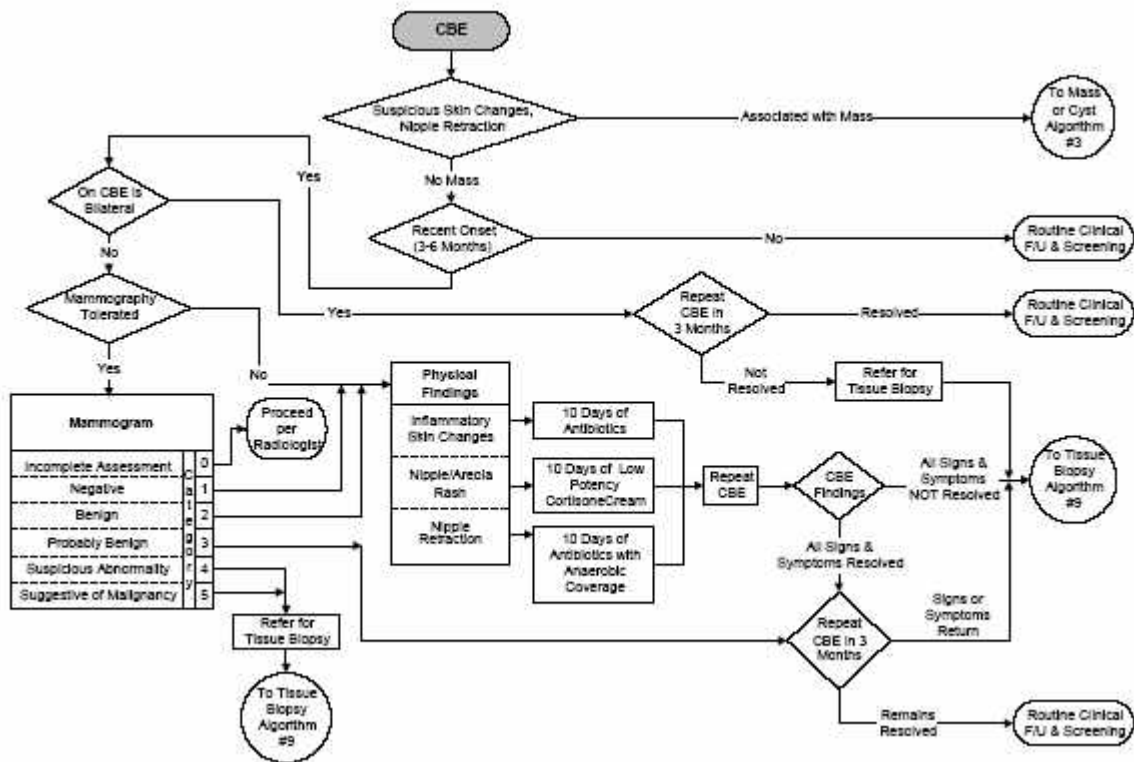 CBE
Suspicious Skin Changes,
Nipple Retraction
Associated with Mass
To Mass
or Cyst
Algorithm
#3
No Mass
Yes
Yes
On CBE is
Bilateral
Recent Onset
(3-6 Months)
No
Routine Clinical
F/U & Screening
No
Mammography
Tolerated
Yes
Repeat
CBE in
3 Months
Resolved
Routine Clinical
F/U & Screening
Yes
No
Not
Resolved
Refer for
Tissue Biopsy
Mammogram
Incomplete Assessment
Negative
Benign
Probably Benign
Suspicious Abnormality
Suggestive of Malignancy
Category
0
1
2
3
4
5
Proceed
per
Radiologist
Physical
Findings
Inflammatory
Skin Changes
Nipple/Areola
Rash
Nipple
Retraction
10 Days of
Antibiotics
10 Days of Low
Potency
CortisoneCream
10 Days of
Antibiotics with
Anaerobic
Coverage
Repeat
CBE
CBE
Findings
All Signs &
Symptoms
NOT Resolved
To Tissue
Biopsy
Algorithm
#9
All Signs &
Symptoms Resolved
Repeat
CBE in 3
Months
Signs or
Symptoms
Return
Refer for
Tissue Biopsy
To Tissue
Biopsy
Algorithm
#9
Remains
Resolved
Routine Clinical
F/U & Screening